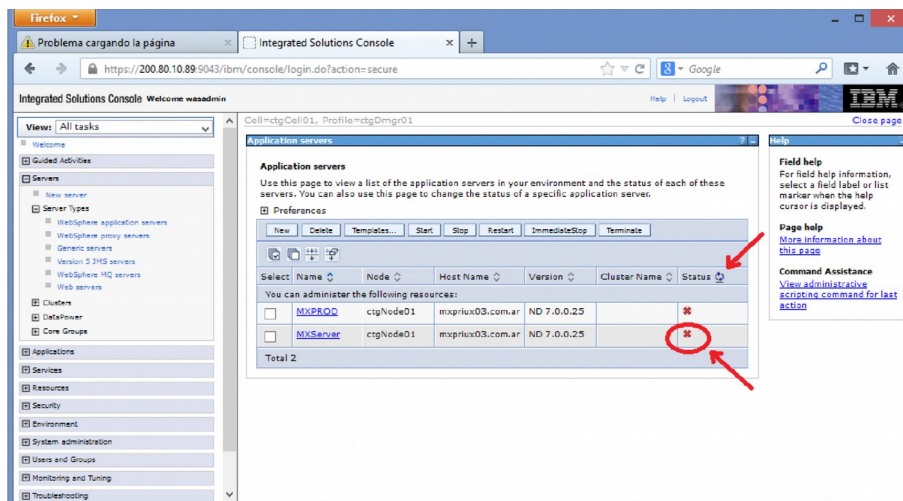 Firefox
Problema cargando la página
Integrated Solutions Console
https://200.80.10.89:9043/ibm/console/login.do?action=secure
Google
Integrated Solutions Console Welcome wasadmin
Help | Logout
IBM.
View: All tasks
Welcome
Guided Activities
Servers
New server
Server Types
WebSphere application servers
WebSphere proxy servers
Generic servers
Version 5 JMS servers
WebSphere MQ servers
Web servers
Clusters
DataPower
Core Groups
Applications
Services
Resources
Security
Environment
System administration
Users and Groups
Monitoring and Tuning
Troubleshooting
Cell=ctgCell01, Profile=ctgDmgr01
Close page
Application servers
Application servers
Use this page to view a list of the application servers in your environment and the status of each of these
servers. You can also use this page to change the status of a specific application server.
Preferences
New Delete Templates... Start Stop Restart ImmediateStop Terminate
Select Name Node Host Name Version Cluster Name Status
You can administer the following resources:
MXPROD ctgNode01 mxpriux03.com.ar ND 7.0.0.25
MXServer ctgNode01 mxpriux03.com.ar ND 7.0.0.25
Total 2
Help
Field help
For field help information,
select a field label or list
marker when the help
cursor is displayed.
Page help
More information about
this page
Command Assistance
View administrative
scripting command for last
action